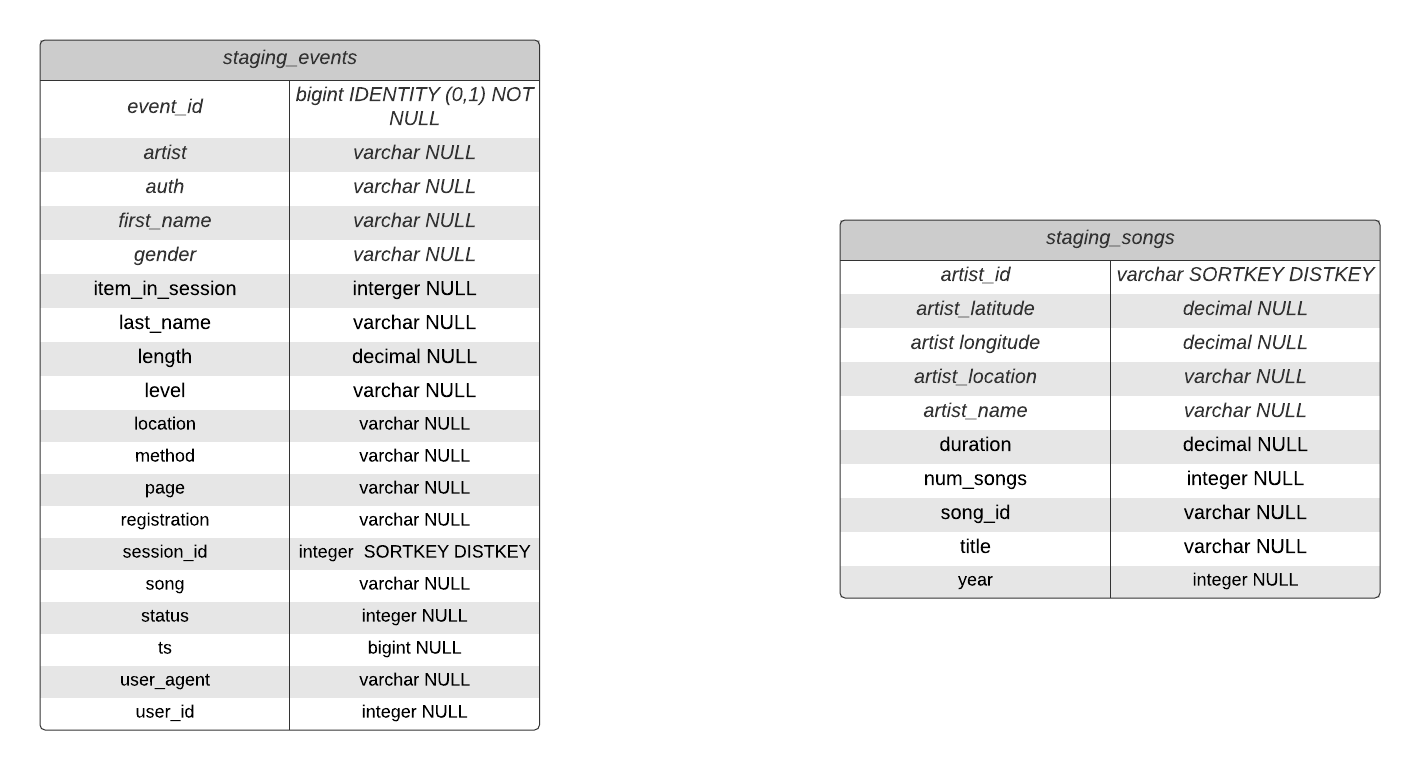 staging_events
event_id bigint IDENTITY (0,1) NOT
NULL
artist varchar NULL
auth varchar NULL
first_name varchar NULL
gender varchar NULL
item_in_session interger NULL
last_name varchar NULL
length decimal NULL
level varchar NULL
location varchar NULL
method varchar NULL
page varchar NULL
registration varchar NULL
session_id integer SORTKEY DISTKEY
song varchar NULL
status integer NULL
ts bigint NULL
user_agent varchar NULL
user_id integer NULL
staging_songs
artist_id varchar SORTKEY DISTKEY
artist_latitude decimal NULL
artist longitude decimal NULL
artist_location varchar NULL
artist_name varchar NULL
duration decimal NULL
num_songs integer NULL
song_id varchar NULL
title varchar NULL
year integer NULL